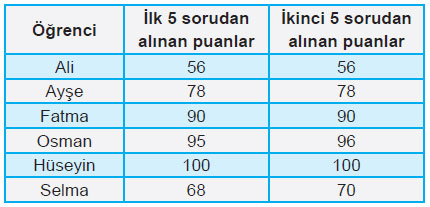 Öğrenci İlk 5 sorudan alınan puanlar İkinci 5 sorudan alınan puanlar
Ali 56 56
Ayşe 78 78
Fatma 90 90
Osman 95 96
Hüseyin 100 100
Selma 68 70